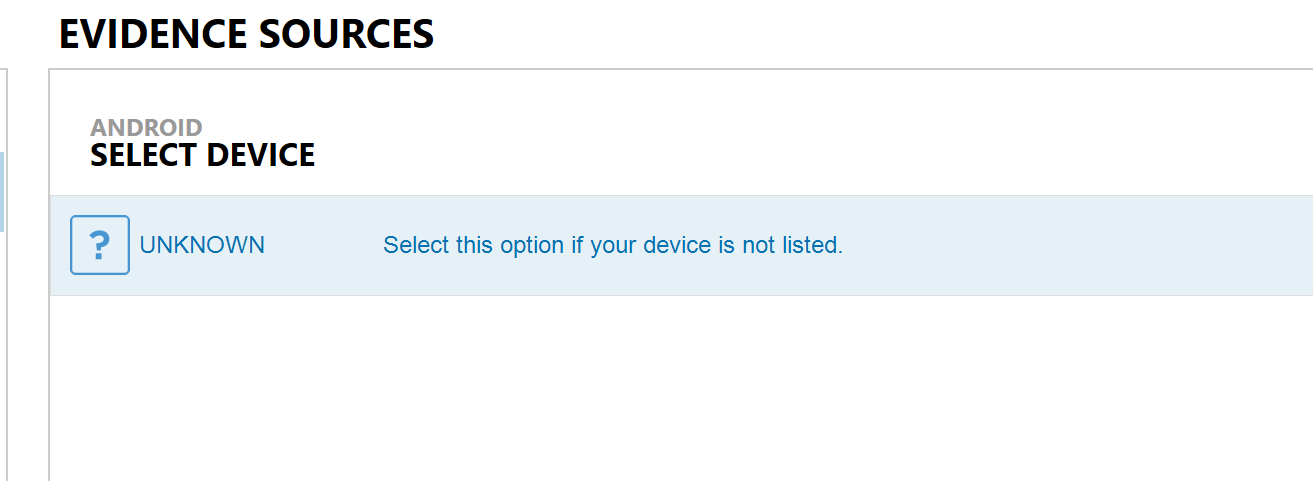 EVIDENCE SOURCES
ANDROID
SELECT DEVICE
? UNKNOWN Select this option if your device is not listed.